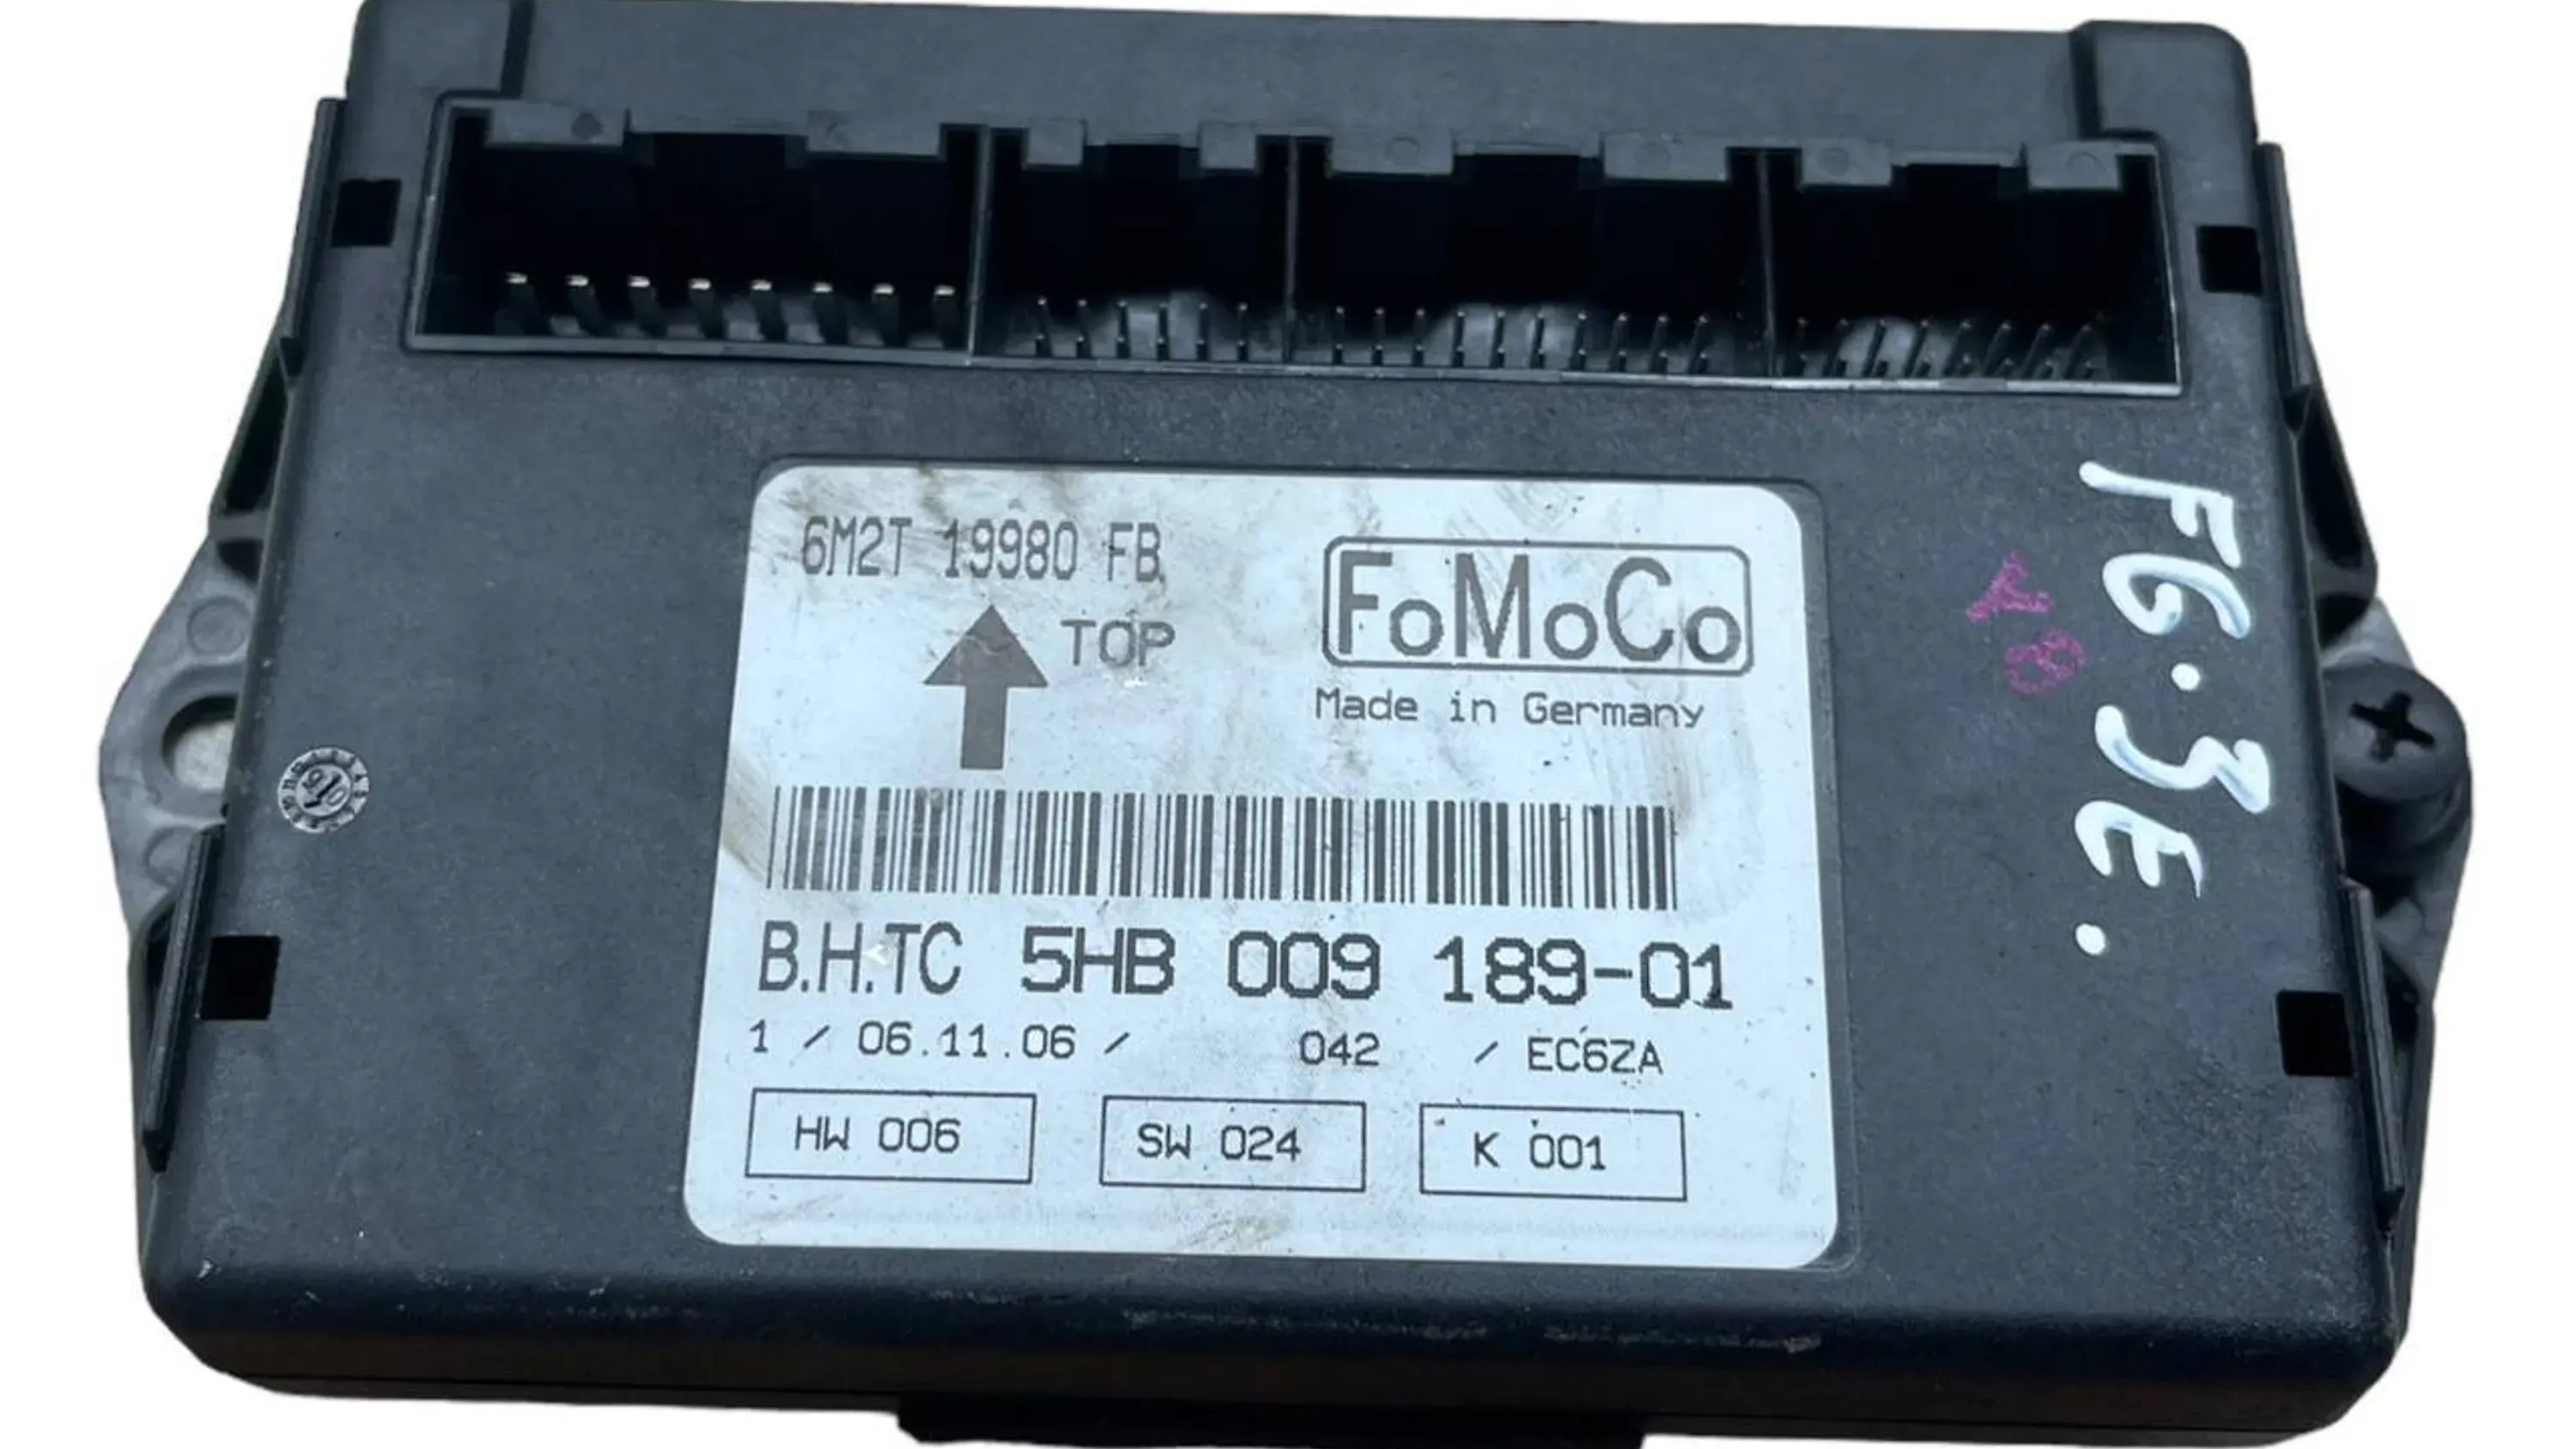 6M2T 19980 FB
TOP
FoMoCo
Made in Germany
B.H.TC 5HB 009 189-01
1 / 06.11.06 / 042 / EC6ZA
HW 006
SW 024
K 001
FG.3E.